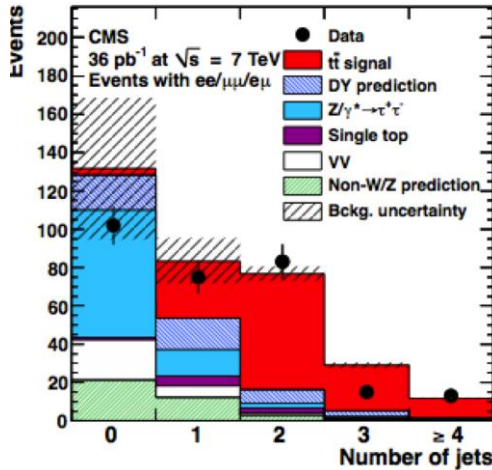 Events
200
180
160
140
120
100
80
60
40
20
0
CMS
36 pb⁻¹ at √s = 7 TeV
Events with ee/μμ/eμ
Data
tt̄ signal
DY prediction
Z/γ*→τ⁺τ⁻
Single top
VV
Non-W/Z prediction
Bckg. uncertainty
0 1 2 3 ≥ 4
Number of jets